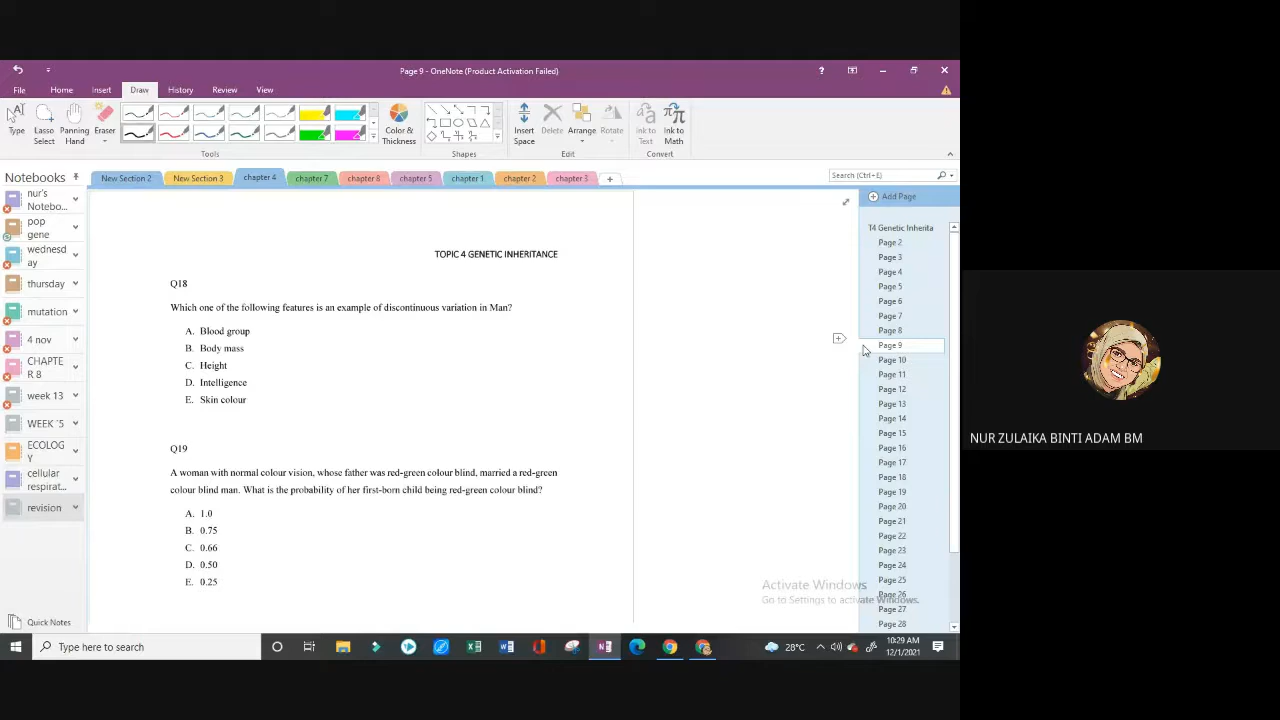 Page 9 - OneNote (Product Activation Failed)
?
File Home Insert Draw History Review View
Type
Lasso Select
Panning Hand
Eraser
Color & Thickness
Insert Space
Delete
Arrange
Rotate
Ink to Text
Ink to Math
Tools
Shapes
Edit
Convert
Notebooks
New Section 2
New Section 3
chapter 4
chapter 7
chapter 8
chapter 5
chapter 1
chapter 2
chapter 3
+
Search (Ctrl+E)
nur's Notebo...
pop gene
wednesday
thursday
mutation
4 nov
CHAPTER 8
week 13
WEEK '5
ECOLOGY
cellular respirat...
revision
Quick Notes
TOPIC 4 GENETIC INHERITANCE
Q18
Which one of the following features is an example of discontinuous variation in Man?
A. Blood group
B. Body mass
C. Height
D. Intelligence
E. Skin colour
Q19
A woman with normal colour vision, whose father was red-green colour blind, married a red-green
colour blind man. What is the probability of her first-born child being red-green colour blind?
A. 1.0
B. 0.75
C. 0.66
D. 0.50
E. 0.25
Add Page
T4 Genetic Inherita
Page 2
Page 3
Page 4
Page 5
Page 6
Page 7
Page 8
Page 9
Page 10
Page 11
Page 12
Page 13
Page 14
Page 15
Page 16
Page 17
Page 18
Page 19
Page 20
Page 21
Page 22
Page 23
Page 24
Page 25
Page 26
Page 27
Page 28
Activate Windows
Go to Settings to activate Windows.
Type here to search
28°C
10:29 AM
12/1/2021
NUR ZULAIKA BINTI ADAM BM